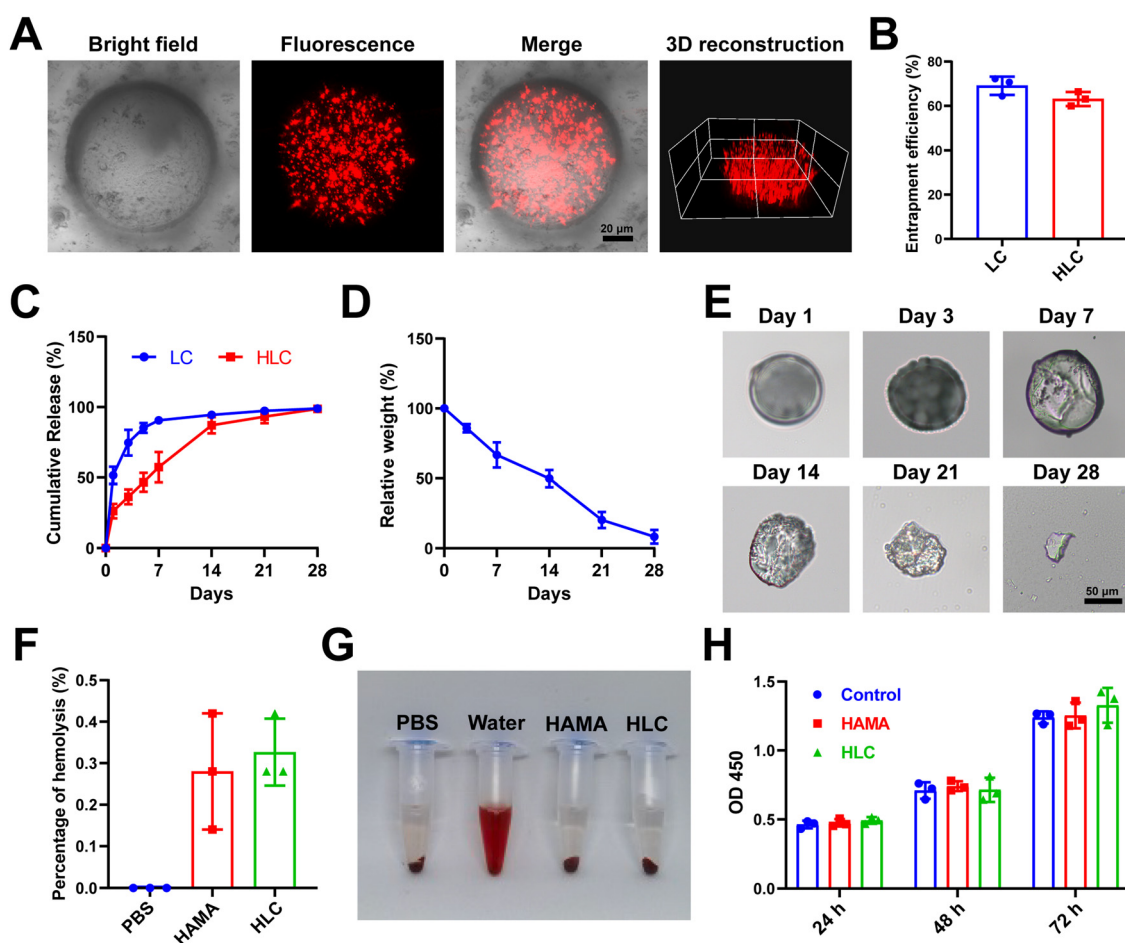 A
Bright field
Fluorescence
Merge
3D reconstruction
20 μm
B
Entrapment efficiency (%)
80
60
40
20
0
LC
HLC
C
Cumulative Release (%)
150
100
50
0
LC
HLC
0 7 14 21 28
Days
D
Relative weight (%)
150
100
50
0
0 7 14 21 28
Days
E
Day 1
Day 3
Day 7
Day 14
Day 21
Day 28
50 μm
F
Percentage of hemolysis (%)
0.5
0.4
0.3
0.2
0.1
0.0
PBS
HAMA
HLC
G
PBS
Water
HAMA
HLC
H
OD 450
1.5
1.0
0.5
0.0
Control
HAMA
HLC
24 h
48 h
72 h